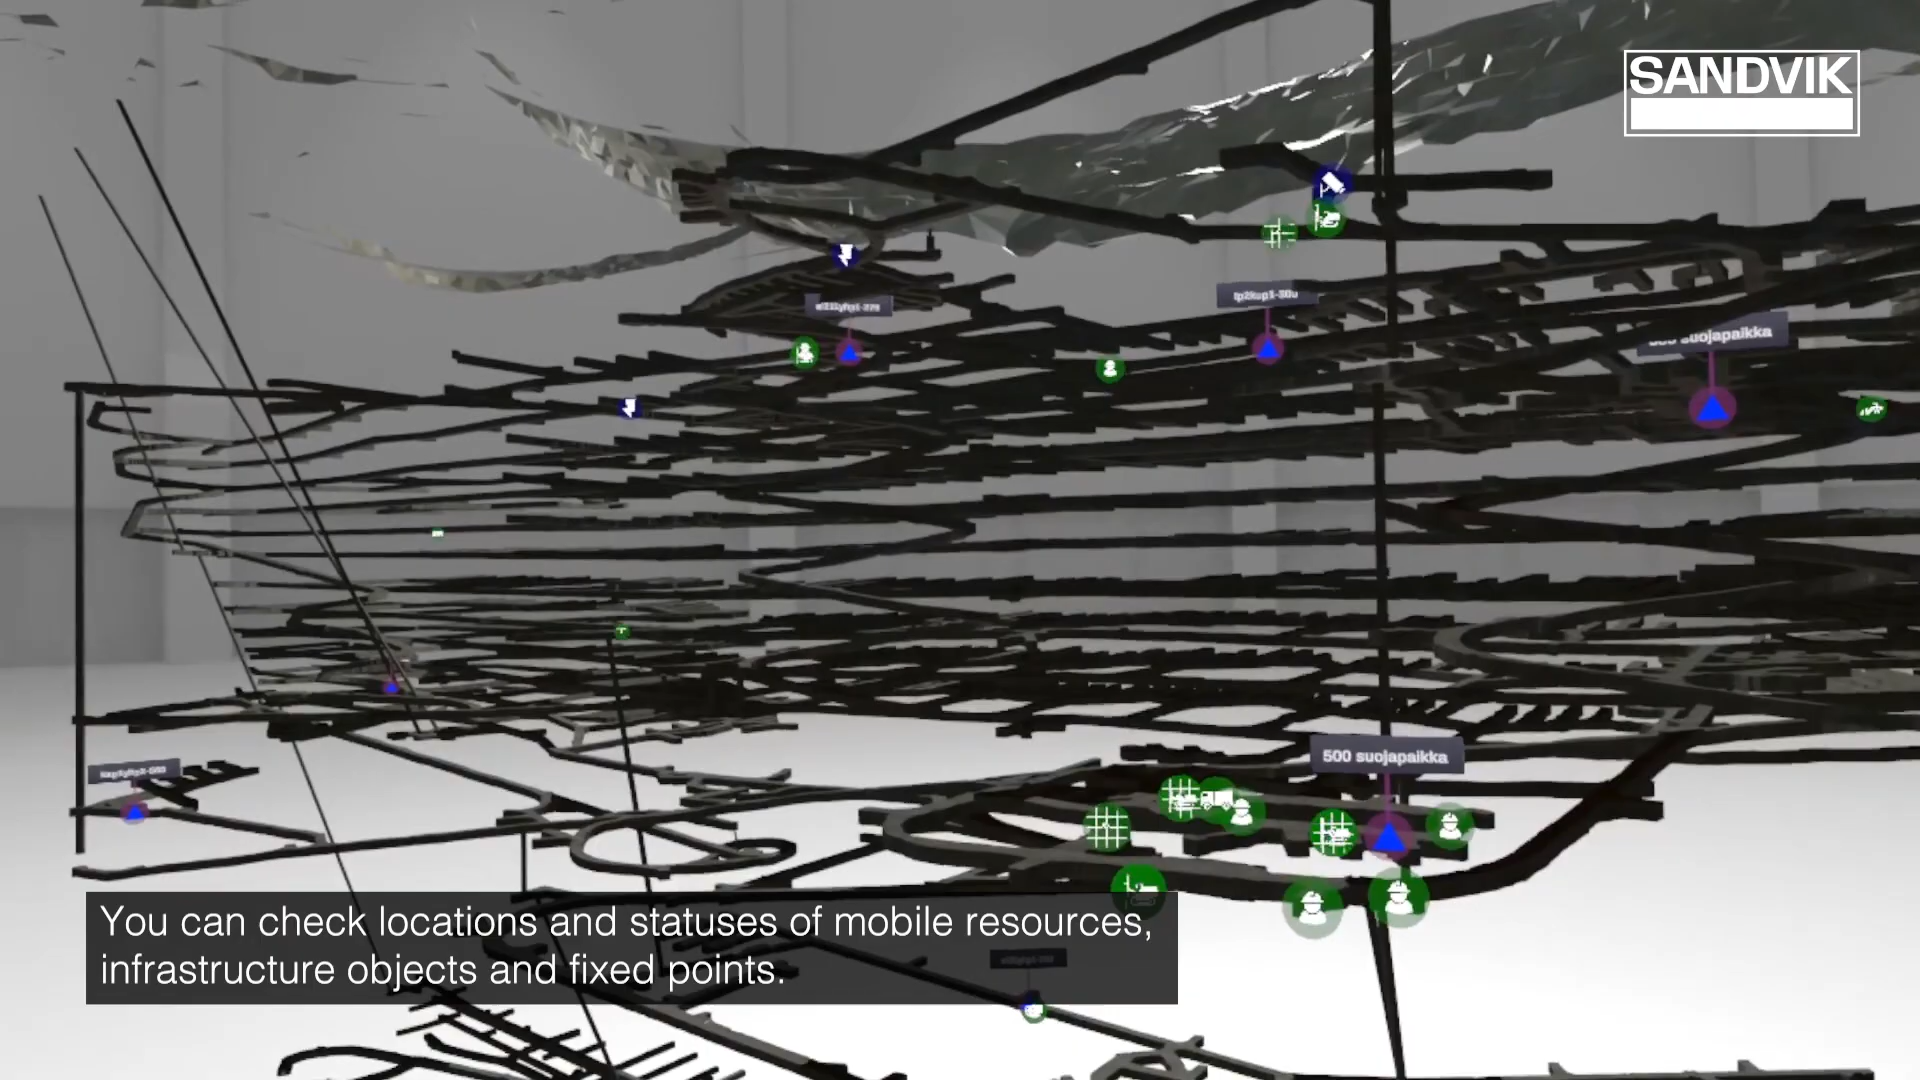 SANDVIK
suojapaikka
500 suojapaikka
You can check locations and statuses of mobile resources,
infrastructure objects and fixed points.